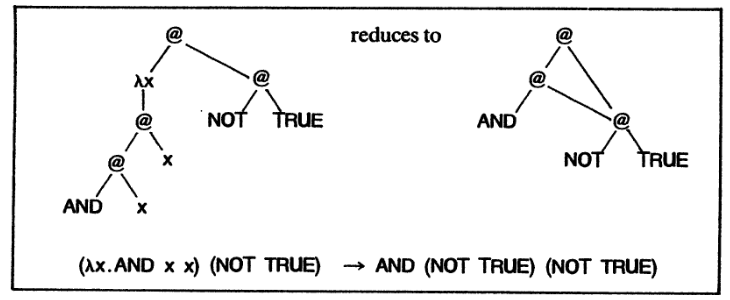 @ reduces to @
λx @ @
@ NOT TRUE AND @
@ x NOT TRUE
AND x
(λx.AND x x) (NOT TRUE) → AND (NOT TRUE) (NOT TRUE)